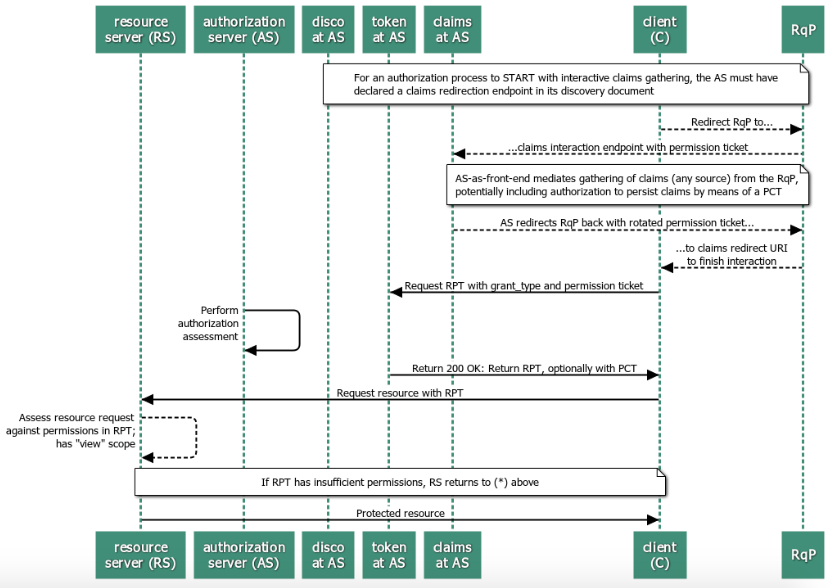 resource
server (RS)
authorization
server (AS)
disco
at AS
token
at AS
claims
at AS
client
(C)
RqP
For an authorization process to START with interactive claims gathering, the AS must have
declared a claims redirection endpoint in its discovery document
Redirect RqP to...
...claims interaction endpoint with permission ticket
AS-as-front-end mediates gathering of claims (any source) from the RqP,
potentially including authorization to persist claims by means of a PCT
AS redirects RqP back with rotated permission ticket...
...to claims redirect URI
to finish interaction
Request RPT with grant_type and permission ticket
Perform
authorization
assessment
Return 200 OK: Return RPT, optionally with PCT
Request resource with RPT
Assess resource request
against permissions in RPT;
has "view" scope
If RPT has insufficient permissions, RS returns to (*) above
Protected resource
resource
server (RS)
authorization
server (AS)
disco
at AS
token
at AS
claims
at AS
client
(C)
RqP